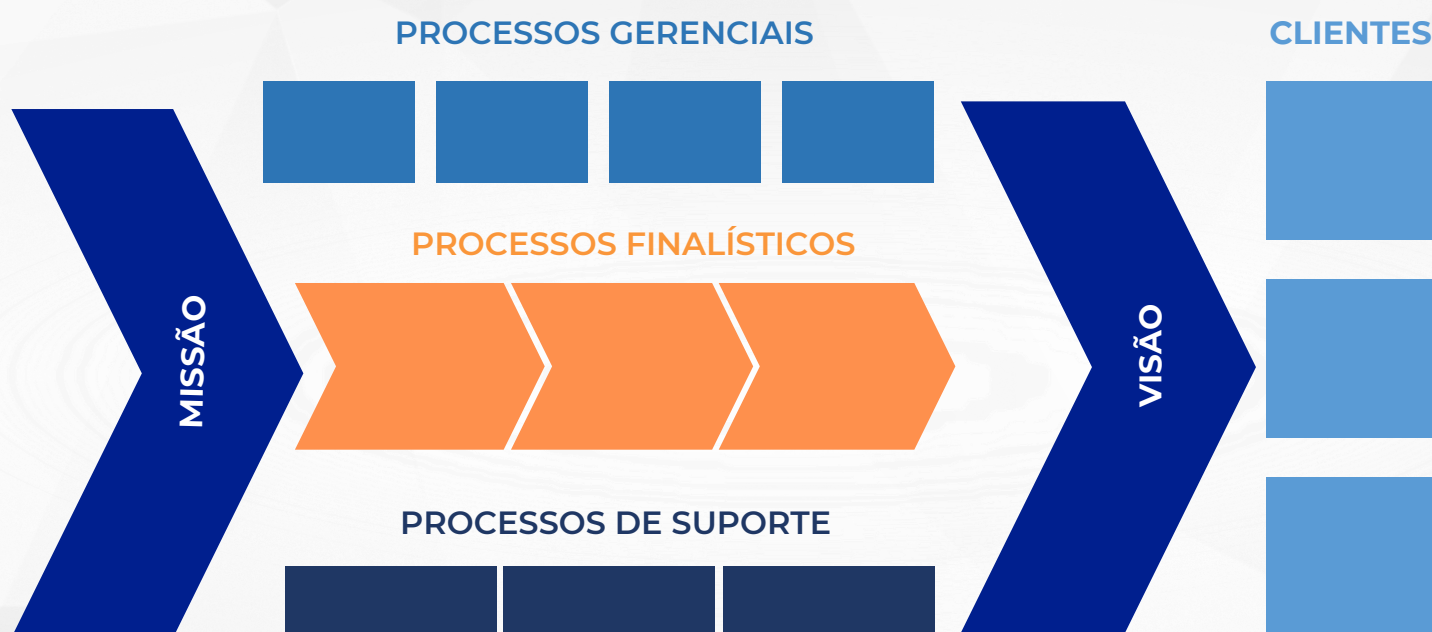 PROCESSOS GERENCIAIS
CLIENTES
MISSÃO
PROCESSOS FINALÍSTICOS
VISÃO
PROCESSOS DE SUPORTE